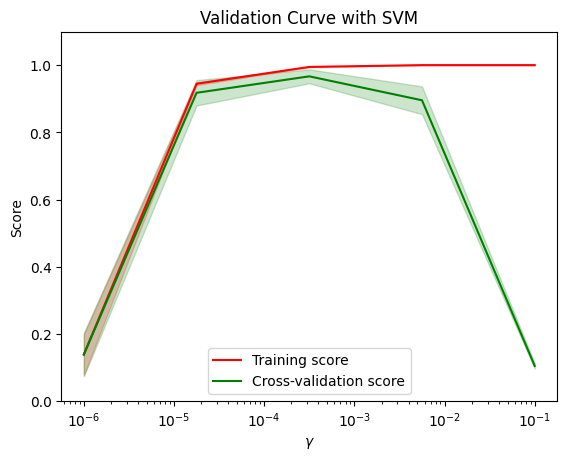 Validation Curve with SVM
Score
1.0
0.8
0.6
0.4
0.2
0.0
Training score
Cross-validation score
10⁻⁶
10⁻⁵
10⁻⁴
10⁻³
10⁻²
10⁻¹
γ